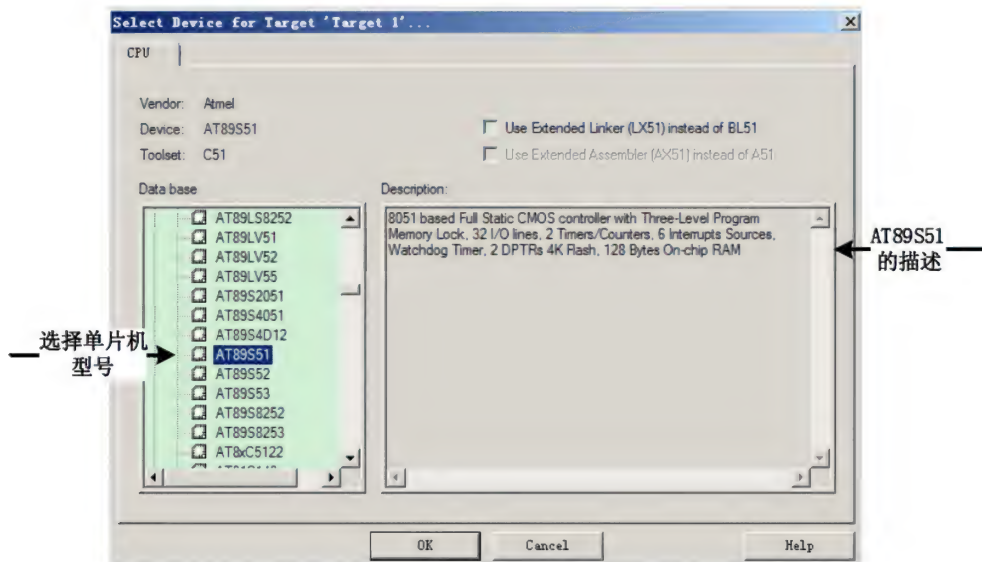 Select Device for Target 'Target 1'...
CPU
Vendor: Atmel
Device: AT89S51
Toolset: C51
Use Extended Linker (LX51) instead of BL51
Use Extended Assembler (AX51) instead of A51
Data base
AT89LS8252
AT89LV51
AT89LV52
AT89LV55
AT89S2051
AT89S4051
AT89S4D12
AT89S51
AT89S52
AT89S53
AT89S8252
AT89S8253
AT8xC5122
Description:
8051 based Full Static CMOS controller with Three-Level Program
Memory Lock, 32 I/O lines, 2 Timers/Counters, 6 Interrupts Sources,
Watchdog Timer, 2 DPTRs 4K Flash, 128 Bytes On-chip RAM
选择单片机
型号
AT89S51
的描述
OK
Cancel
Help